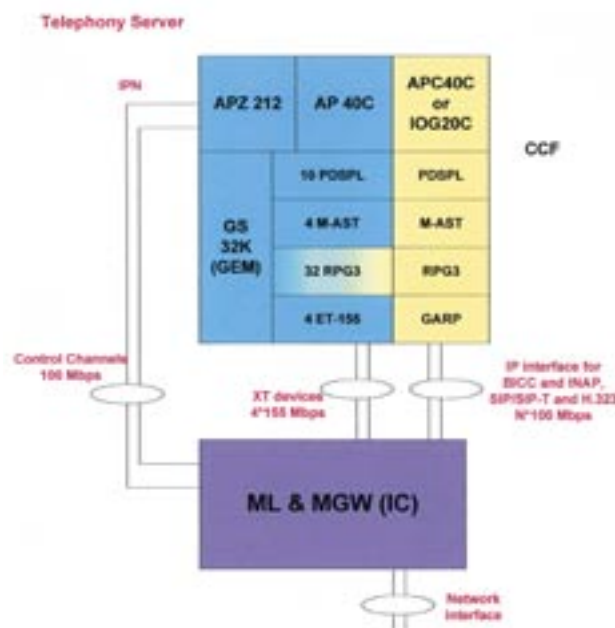 Telephony Server
IPN
APZ 212
AP 40C
APC40C
or
IOG20C
CCF
10 PDSPL
PDSPL
GS
32K
(GEM)
4 M-AST
M-AST
32 RPG3
RPG3
4 ET-155
GARP
Control Channels
100 Mbps
XT devices
4*155 Mbps
IP interface for
BICC and INAP,
SIP/SIP-T and H.323
N*100 Mbps
ML & MGW (IC)
Network
interface